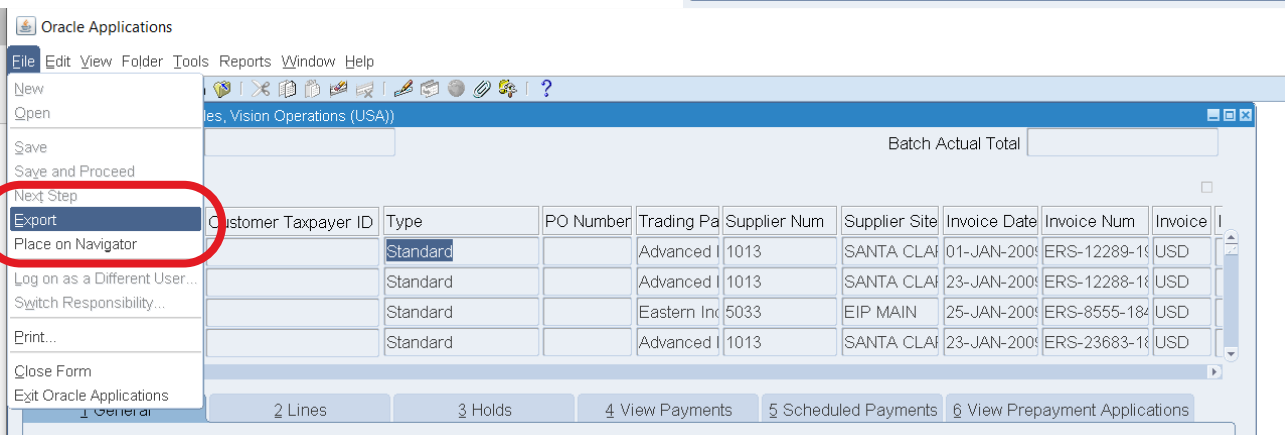 Oracle Applications
File Edit View Folder Tools Reports Window Help
New
Open
les, Vision Operations (USA))
Save
Batch Actual Total
Save and Proceed
Next Step
Export
Customer Taxpayer ID Type PO Number Trading Pa Supplier Num Supplier Site Invoice Date Invoice Num Invoice I
Place on Navigator
Standard Advanced 1013 SANTA CLA 01-JAN-2009 ERS-12289-19 USD
Log on as a Different User...
Standard Advanced 1013 SANTA CLA 23-JAN-2009 ERS-12288-18 USD
Switch Responsibility...
Standard Eastern Inc 5033 EIP MAIN 25-JAN-2009 ERS-8555-184 USD
Print...
Standard Advanced 1013 SANTA CLA 23-JAN-2009 ERS-23683-18 USD
Close Form
Exit Oracle Applications
1 General 2 Lines 3 Holds 4 View Payments 5 Scheduled Payments 6 View Prepayment Applications